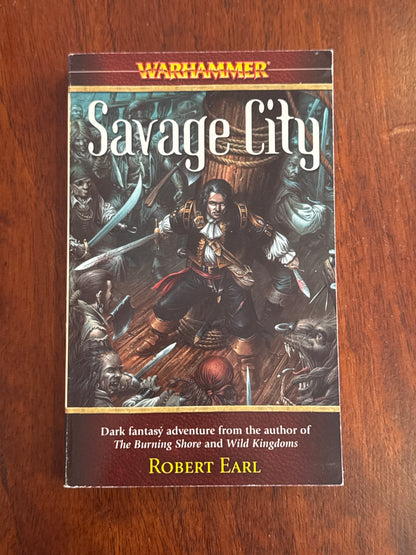 WARHAMMER
Savage City
Dark fantasy adventure from the author of
The Burning Shore and Wild Kingdoms
ROBERT EARL